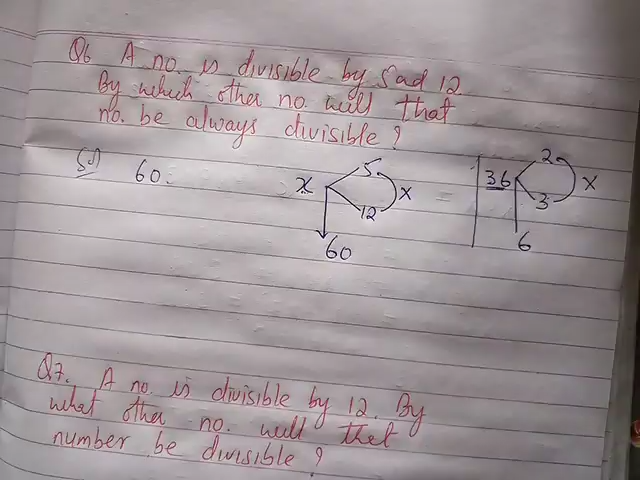 Q6 A no. is divisible by 5 ad 12
By which other no. will that
no. be always divisible?
Sol) 60.
x 5 12 x 60
36 2 3 x 6
=
Q7. A no. is divisible by 12. By
what other no. will that
number be divisible?